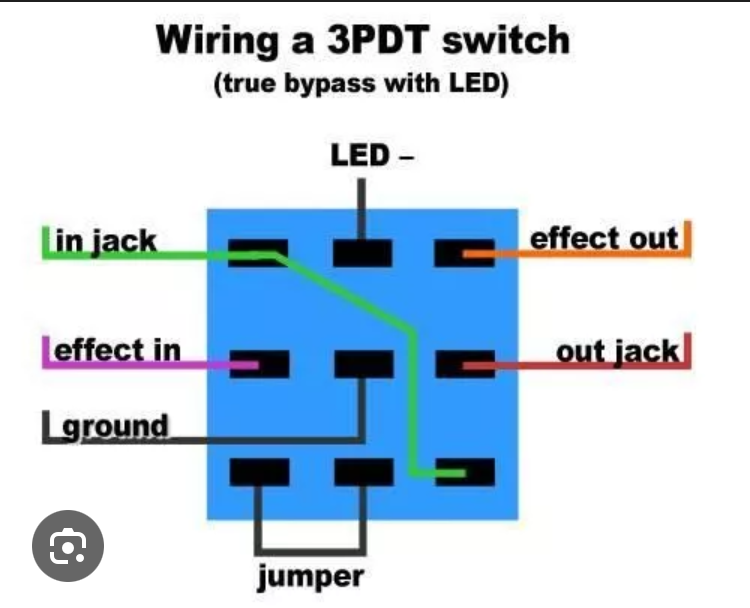 Wiring a 3PDT switch
(true bypass with LED)
LED –
in jack
effect out
effect in
out jack
ground
jumper